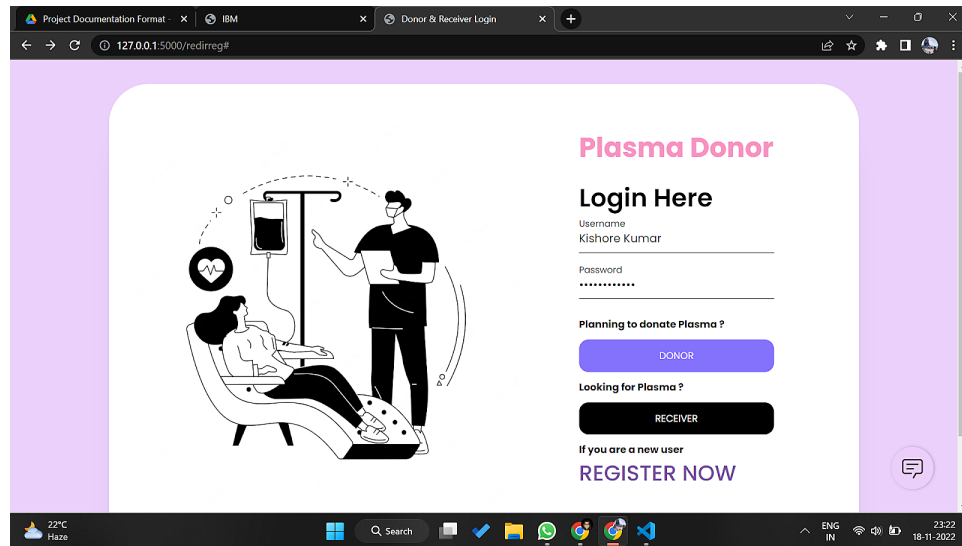 Project Documentation Format -
IBM
Donor & Receiver Login
127.0.0.1:5000/redirreg#
Plasma Donor
Login Here
Username
Kishore Kumar
Password
••••••••••••
Planning to donate Plasma ?
DONOR
Looking for Plasma ?
RECEIVER
If you are a new user
REGISTER NOW
22°C
Haze
Search
ENG
IN
23:22
18-11-2022